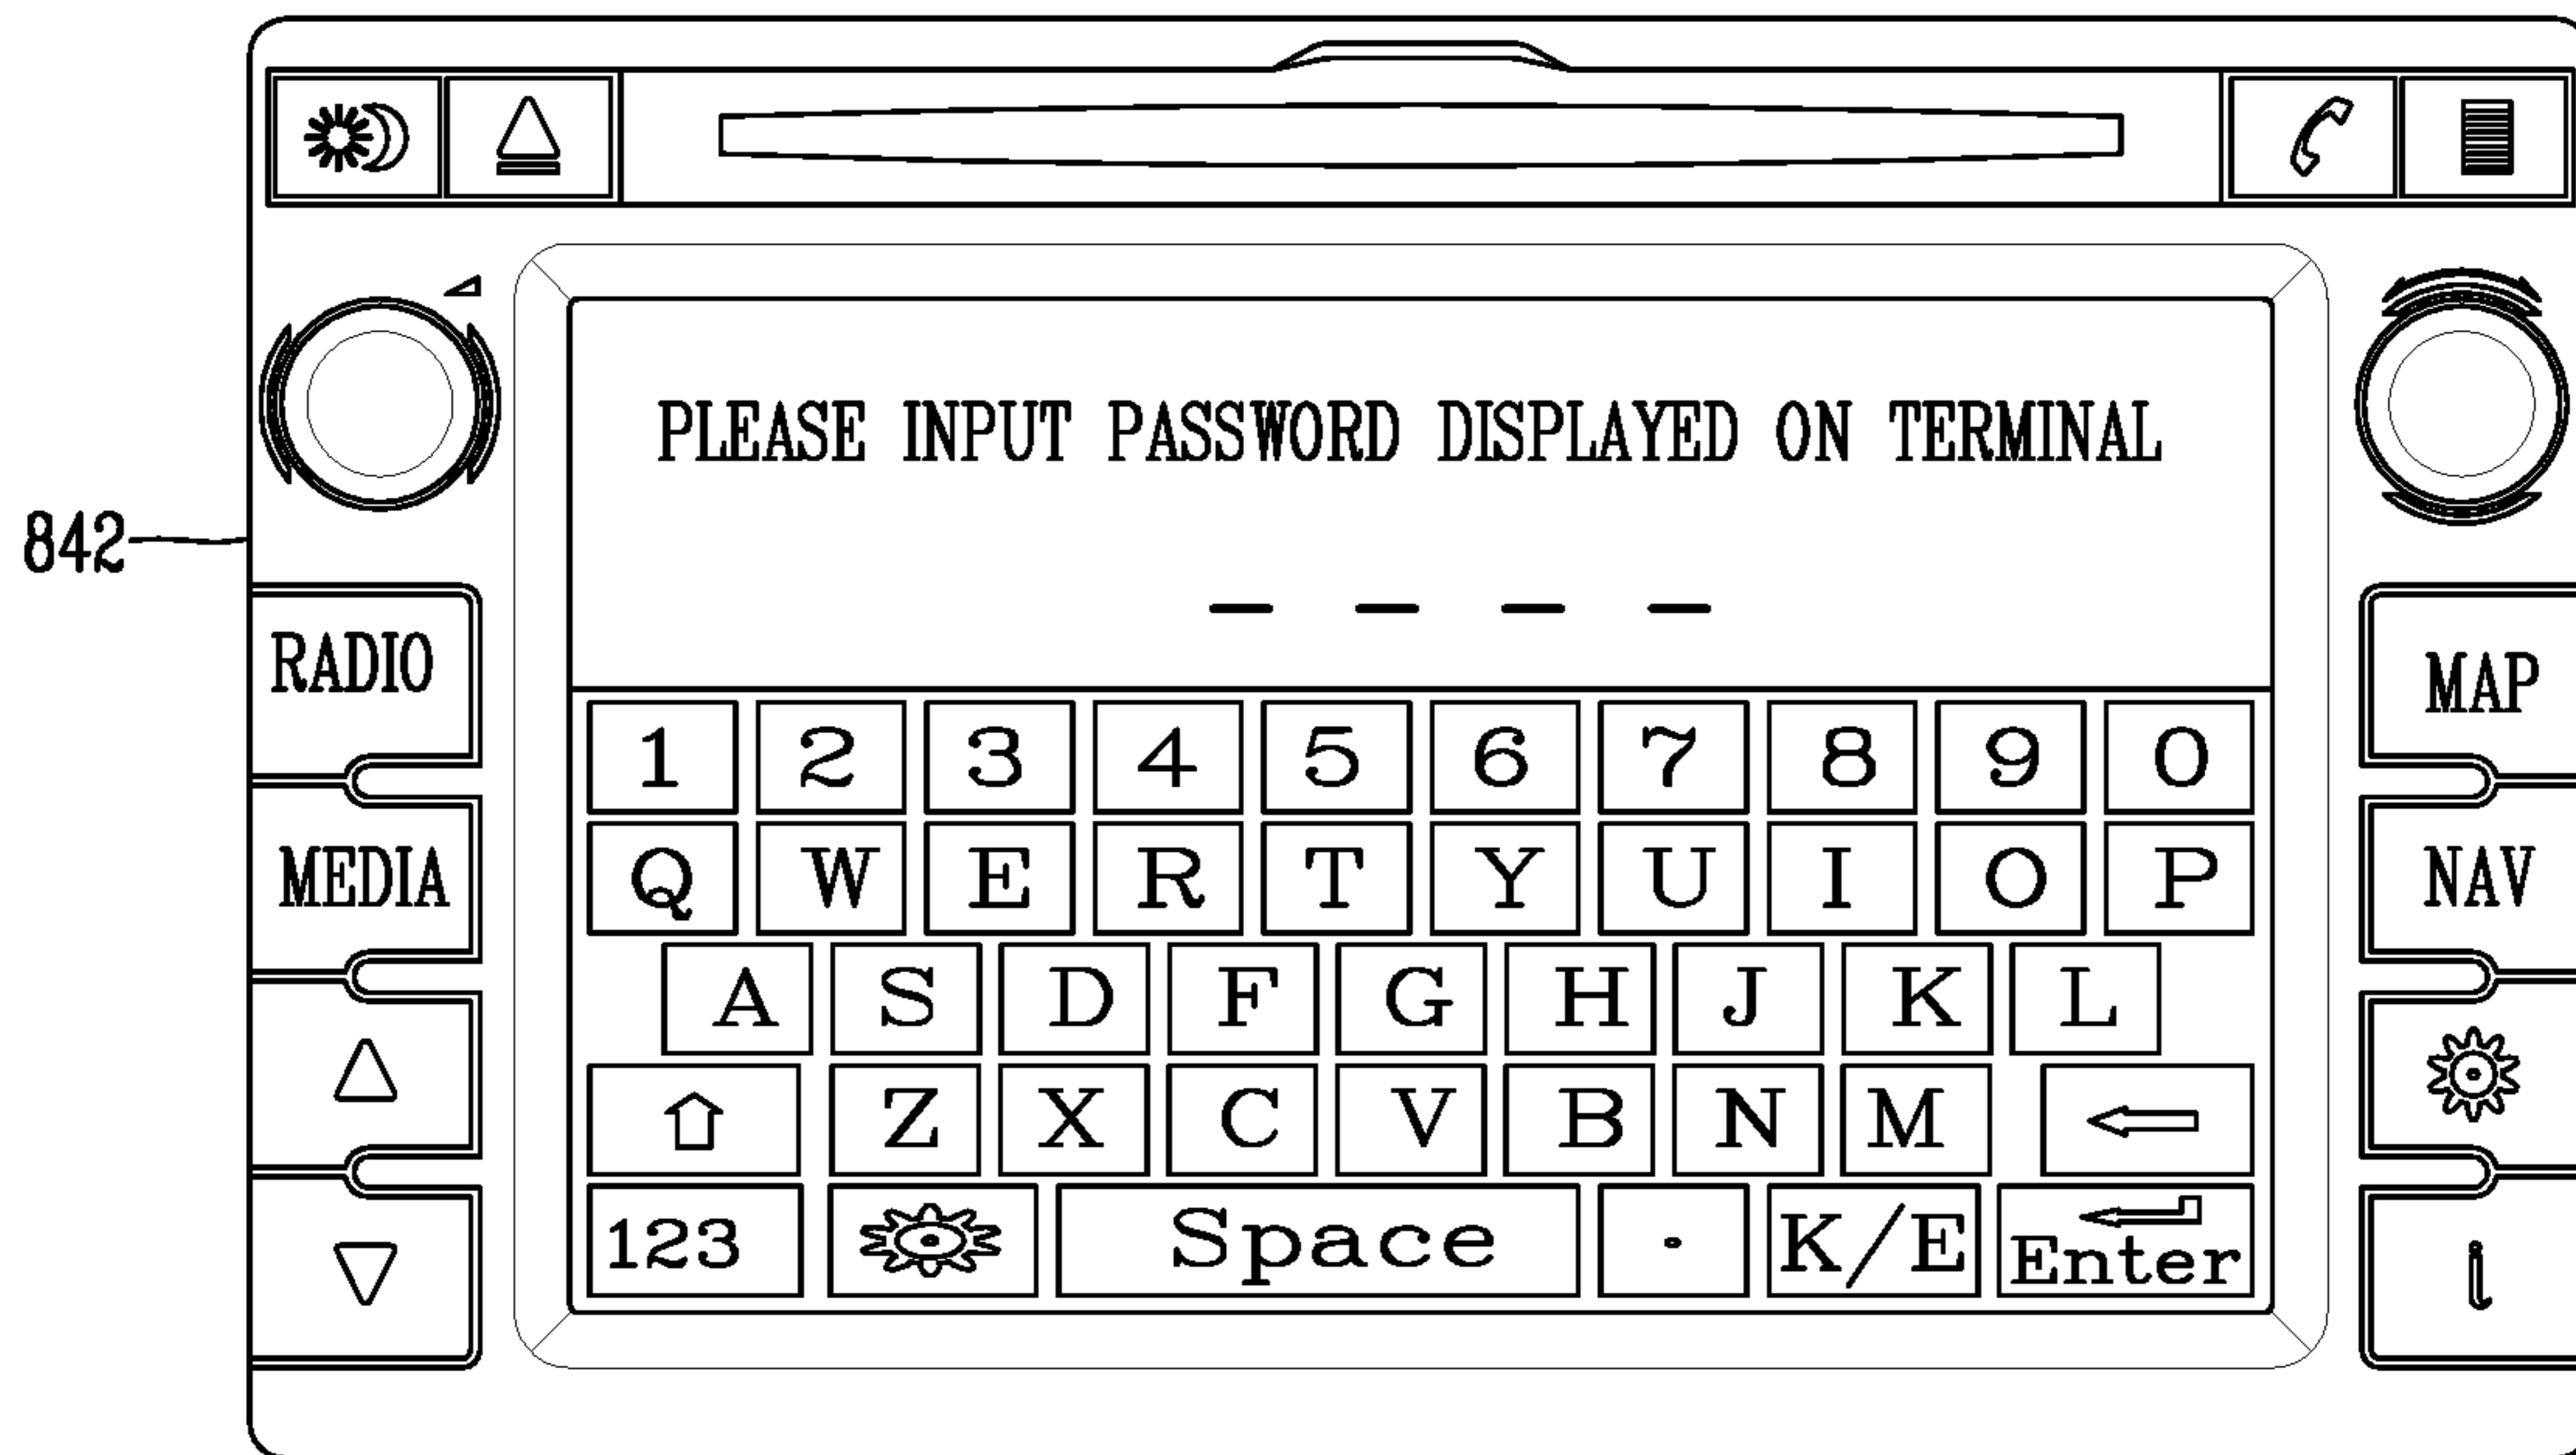 PLEASE INPUT PASSWORD DISPLAYED ON TERMINAL
842
_ _ _ _
RADIO
MAP
1 2 3 4 5 6 7 8 9 0
MEDIA
Q W E R T Y U I O P
NAV
A S D F G H J K L
Z X C V B N M
123 Space . K/E Enter
i